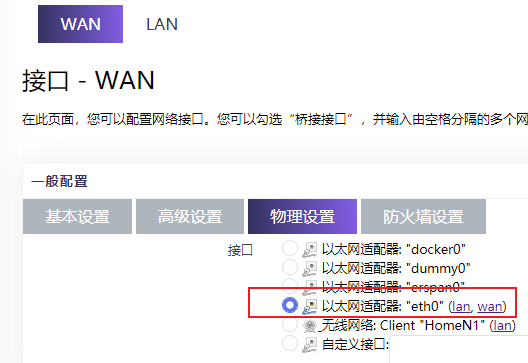 WAN LAN
接口 - WAN
在此页面，您可以配置网络接口。您可以勾选“桥接接口”，并输入由空格分隔的多个网
一般配置
基本设置 高级设置 物理设置 防火墙设置
接口 以太网适配器: "docker0"
以太网适配器: "dummy0"
以太网适配器: "erspan0"
以太网适配器: "eth0" (lan, wan)
无线网络: Client "HomeN1" (lan)
自定义接口: